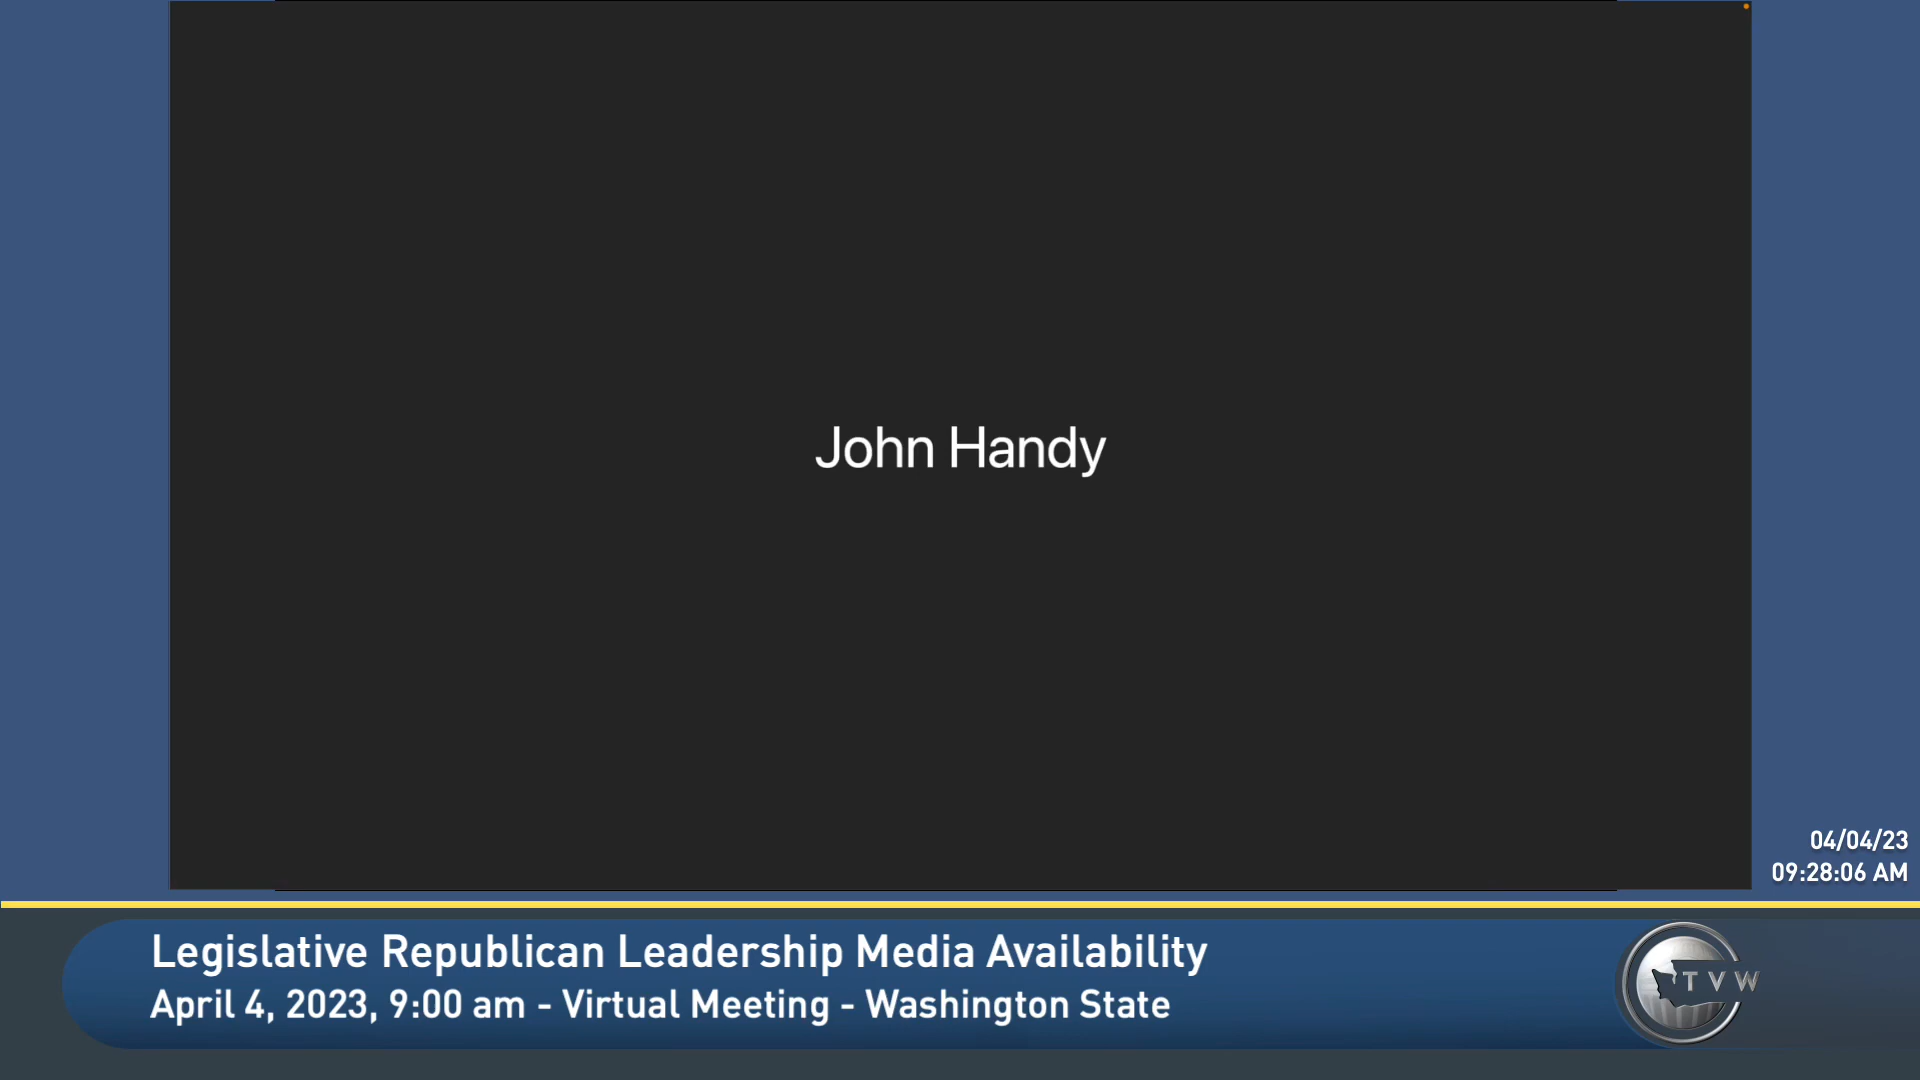 John Handy
04/04/23
09:28:06 AM
Legislative Republican Leadership Media Availability
April 4, 2023, 9:00 am - Virtual Meeting - Washington State
TVW